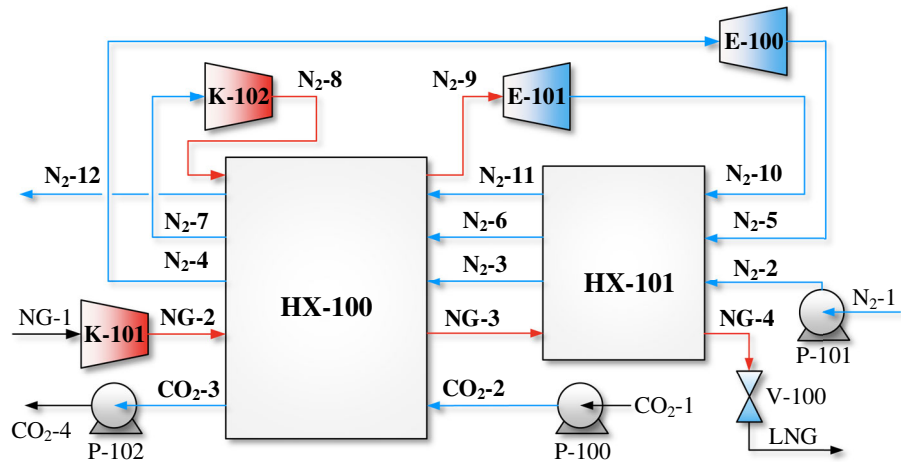 E-100
N₂-8
N₂-9
K-102
E-101
N₂-12
N₂-11
N₂-10
N₂-7
N₂-6
N₂-5
N₂-4
N₂-3
N₂-2
HX-100
HX-101
N₂-1
NG-1
K-101
NG-2
NG-3
NG-4
P-101
CO₂-3
CO₂-2
CO₂-1
V-100
CO₂-4
P-102
P-100
LNG